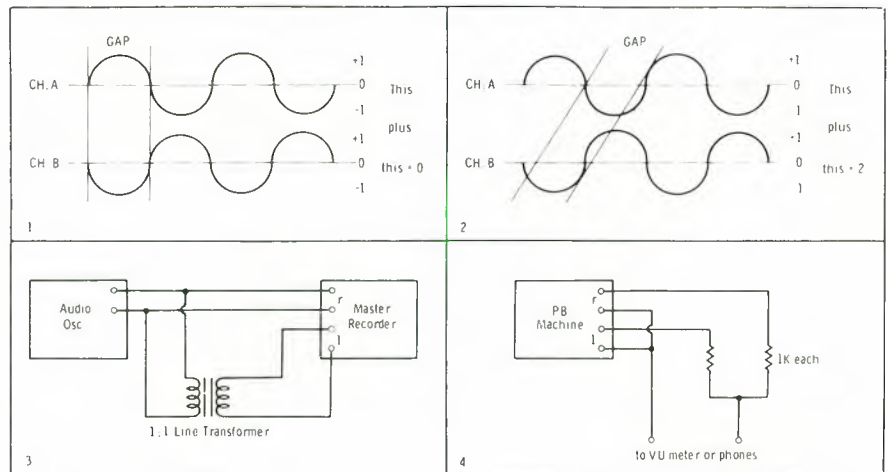 GAP
CH. A
+1
0
-1
This
plus
CH B
+1
0
-1
this = 0
1
GAP
CH. A
+1
0
1
This
plus
CH. B
-1
0
1
this = 2
2
Audio
Osc
r
Master
Recorder
l
1:1 Line Transformer
3
PB
Machine
r
l
1K each
to VU meter or phones
4